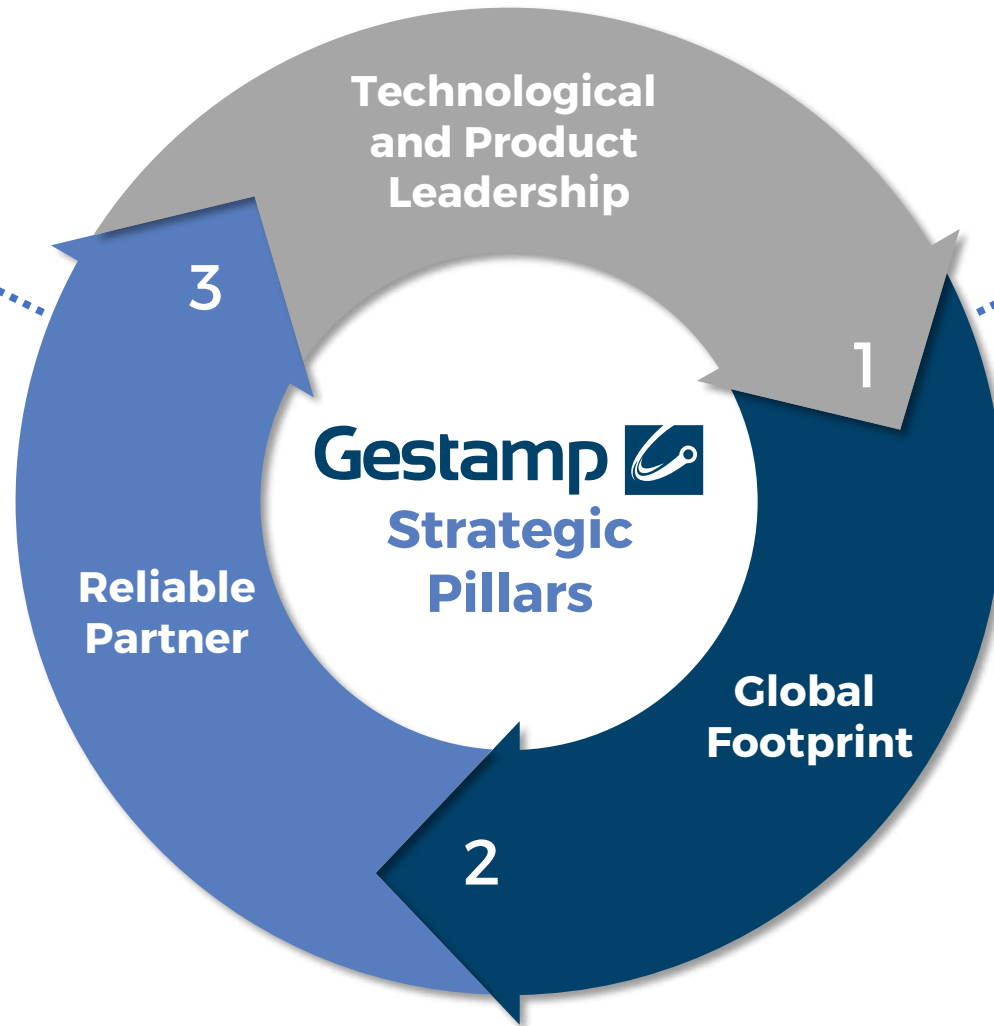 Technological
and Product
Leadership
3
1
Gestamp
Strategic
Pillars
Reliable
Partner
Global
Footprint
2